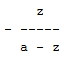 z
- -----
a - z